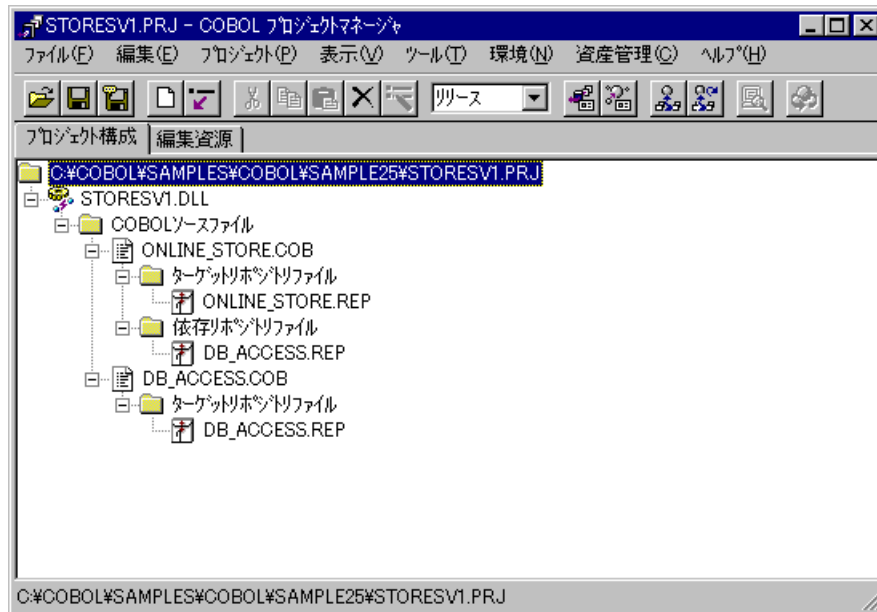 STORESV1.PRJ - COBOL ﾌﾟﾛｼﾞｪｸﾄﾏﾈｰｼﾞｬ
ﾌｧｲﾙ(F) 編集(E) ﾌﾟﾛｼﾞｪｸﾄ(P) 表示(V) ﾂｰﾙ(T) 環境(N) 資産管理(C) ﾍﾙﾌﾟ(H)
ﾘﾘｰｽ
ﾌﾟﾛｼﾞｪｸﾄ構成 編集資源
C:¥COBOL¥SAMPLES¥COBOL¥SAMPLE25¥STORESV1.PRJ
STORESV1.DLL
COBOLｿｰｽﾌｧｲﾙ
ONLINE_STORE.COB
ﾀｰｹﾞｯﾄﾘﾎﾟｼﾞﾄﾘﾌｧｲﾙ
ONLINE_STORE.REP
依存ﾘﾎﾟｼﾞﾄﾘﾌｧｲﾙ
DB_ACCESS.REP
DB_ACCESS.COB
ﾀｰｹﾞｯﾄﾘﾎﾟｼﾞﾄﾘﾌｧｲﾙ
DB_ACCESS.REP
C:¥COBOL¥SAMPLES¥COBOL¥SAMPLE25¥STORESV1.PRJ